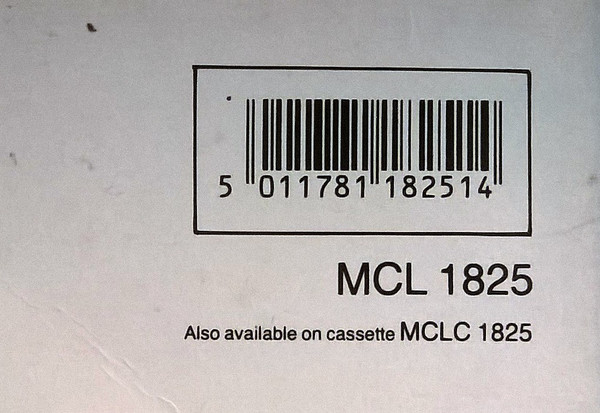 5 011781 182514
MCL 1825
Also available on cassette MCLC 1825